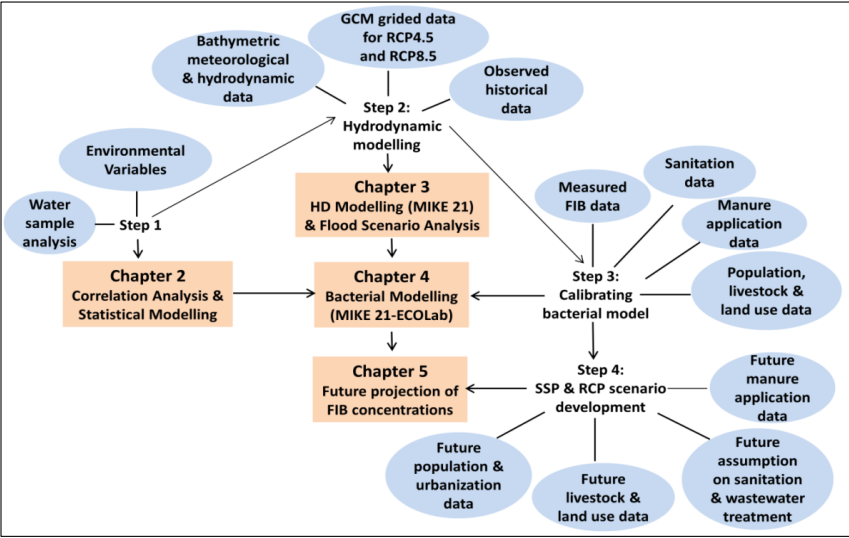 Bathymetric
meteorological
& hydrodynamic
data
GCM grided data
for RCP4.5
and RCP8.5
Observed
historical
data
Step 2:
Hydrodynamic
modelling
Environmental
Variables
Water
sample
analysis
Step 1
Chapter 3
HD Modelling (MIKE 21)
& Flood Scenario Analysis
Measured
FIB data
Sanitation
data
Manure
application
data
Population,
livestock &
land use data
Chapter 2
Correlation Analysis &
Statistical Modelling
Chapter 4
Bacterial Modelling
(MIKE 21-ECOLab)
Step 3:
Calibrating
bacterial model
Chapter 5
Future projection of
FIB concentrations
Step 4:
SSP & RCP scenario
development
Future
manure
application
data
Future
population &
urbanization
data
Future
livestock &
land use data
Future
assumption
on sanitation
& wastewater
treatment